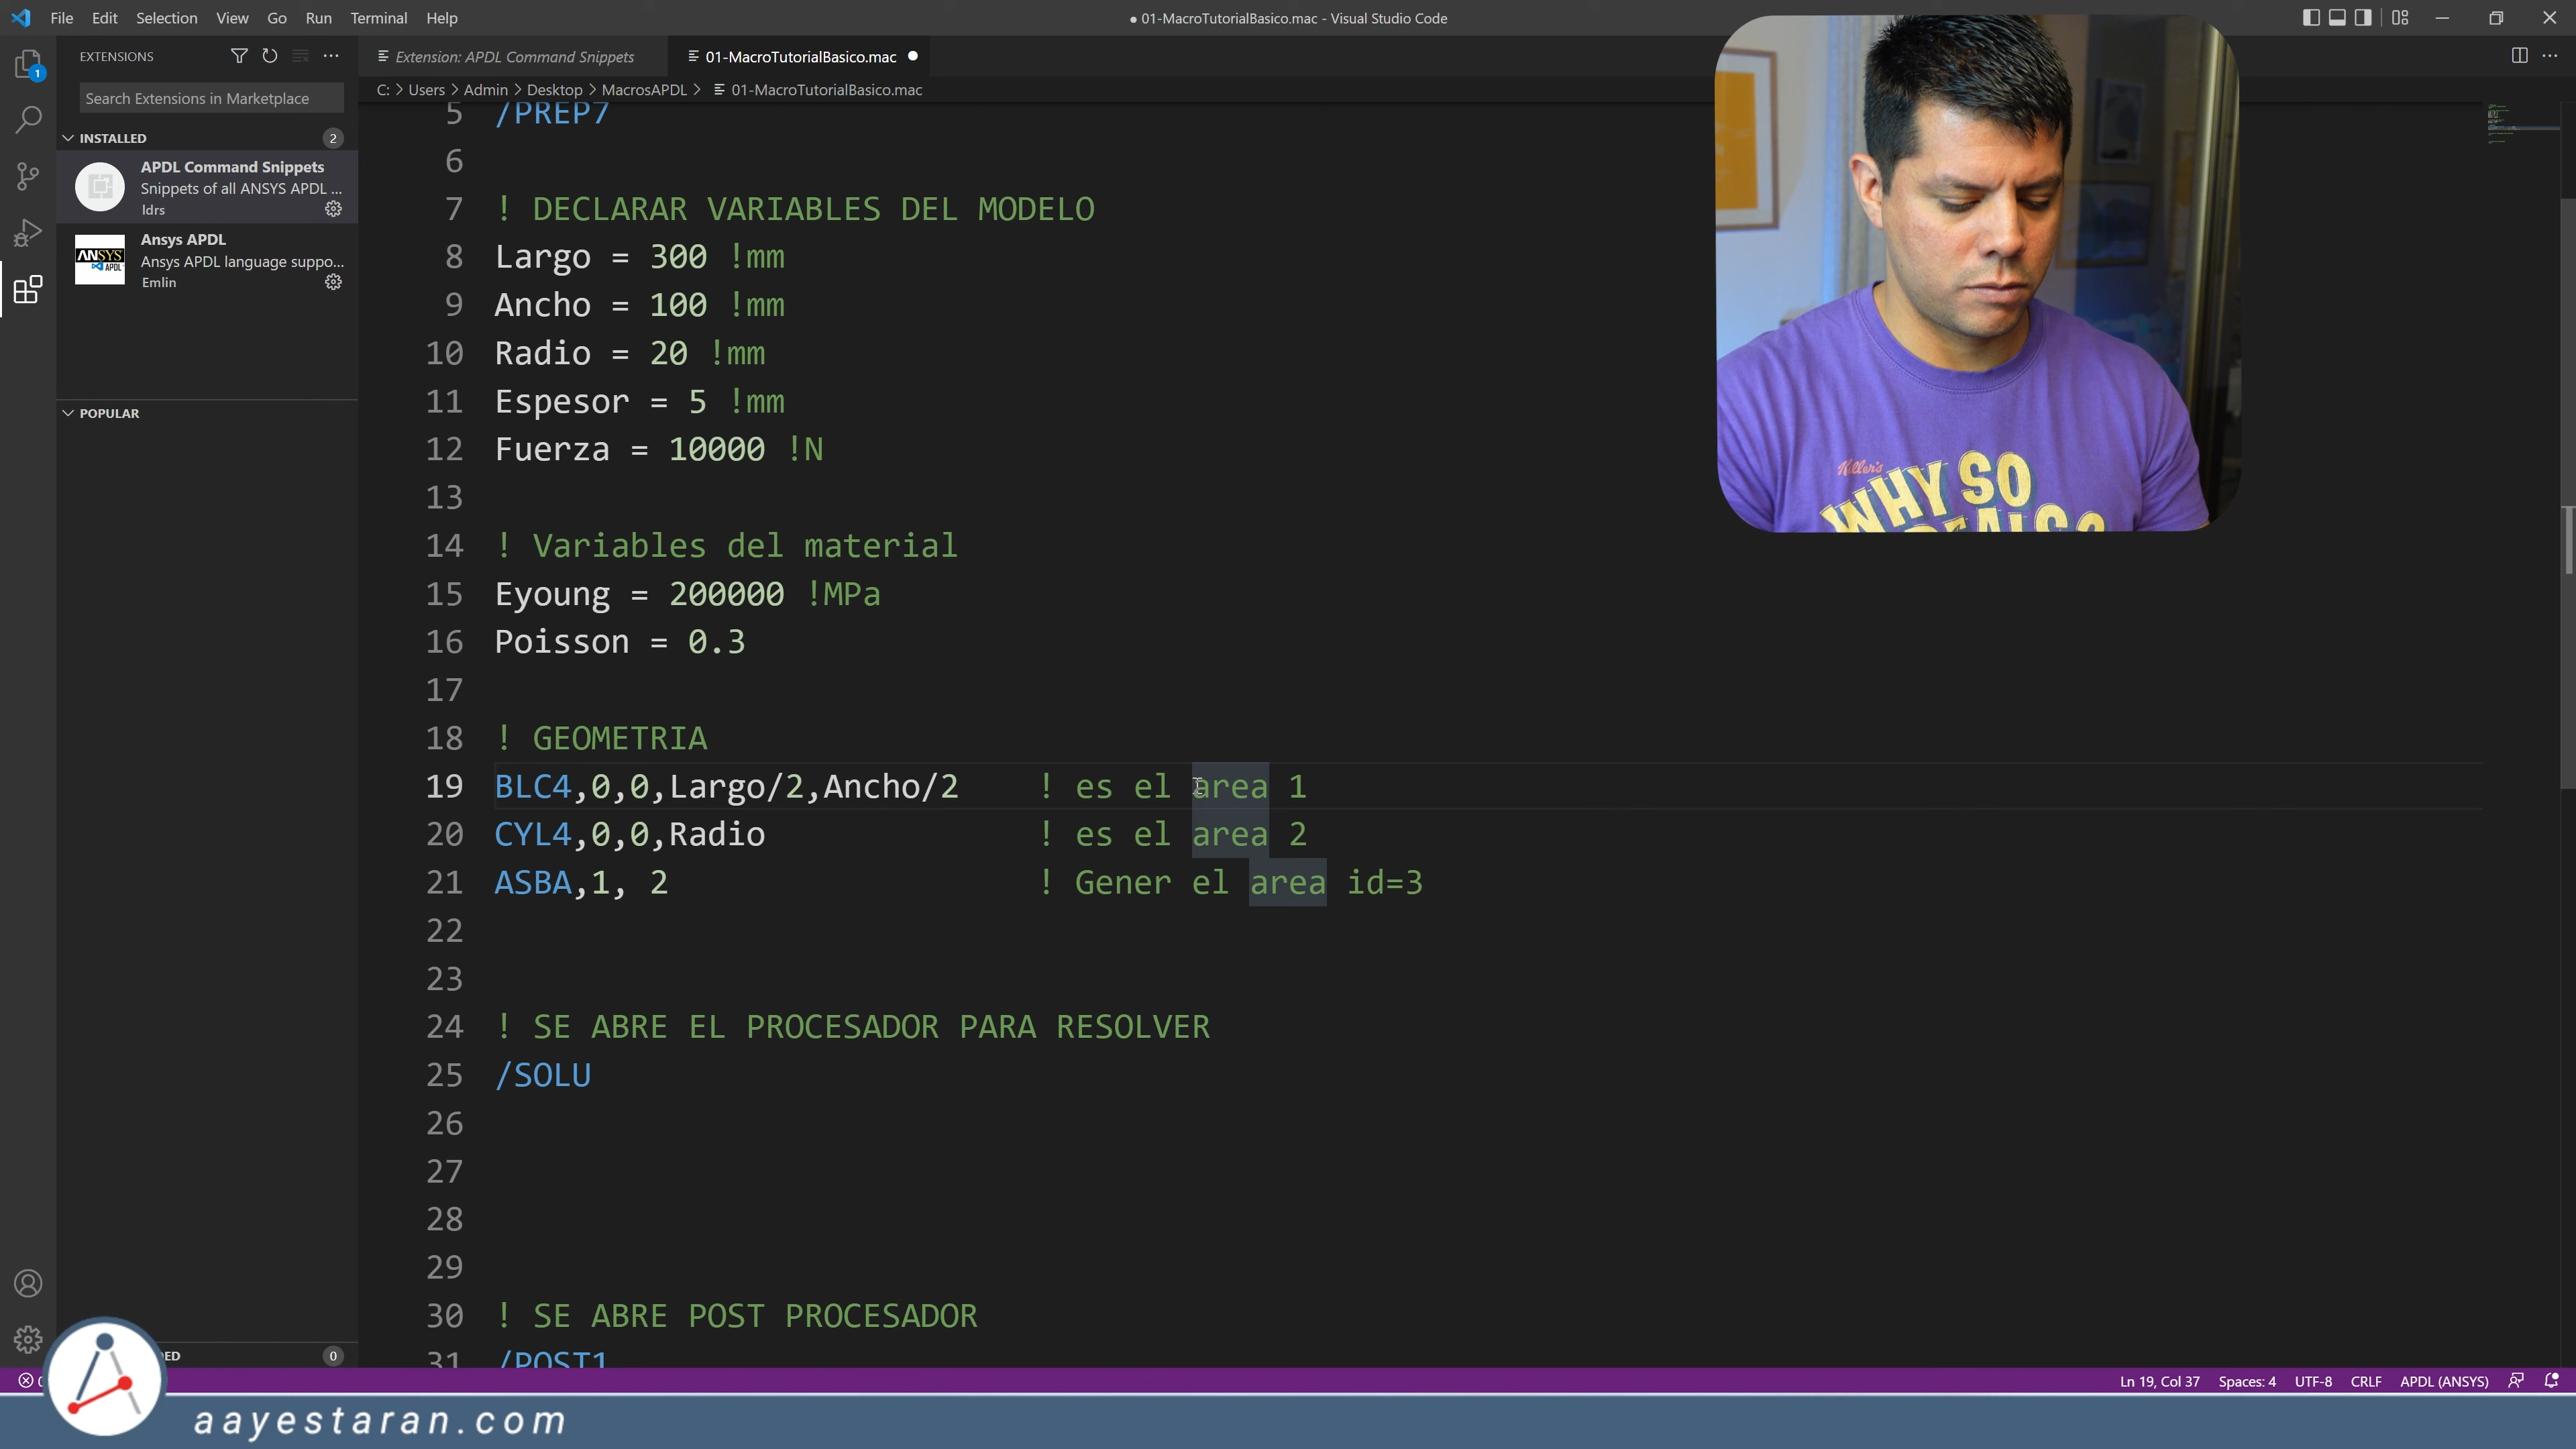 File Edit Selection View Go Run Terminal Help
● 01-MacroTutorialBasico.mac - Visual Studio Code
EXTENSIONS
Extension: APDL Command Snippets
01-MacroTutorialBasico.mac
Search Extensions in Marketplace
C: > Users > Admin > Desktop > MacrosAPDL > 01-MacroTutorialBasico.mac
1
INSTALLED 2
APDL Command Snippets
Snippets of all ANSYS APDL ...
ldrs
Ansys APDL
Ansys APDL language suppo...
Emlin
ANSYS
APDL
POPULAR
5 /PREP7
6
7 ! DECLARAR VARIABLES DEL MODELO
8 Largo = 300 !mm
9 Ancho = 100 !mm
10 Radio = 20 !mm
11 Espesor = 5 !mm
12 Fuerza = 10000 !N
13
14 ! Variables del material
15 Eyoung = 200000 !MPa
16 Poisson = 0.3
17
18 ! GEOMETRIA
19 BLC4,0,0,Largo/2,Ancho/2 ! es el area 1
20 CYL4,0,0,Radio ! es el area 2
21 ASBA,1, 2 ! Gener el area id=3
22
23
24 ! SE ABRE EL PROCESADOR PARA RESOLVER
25 /SOLU
26
27
28
29
30 ! SE ABRE POST PROCESADOR
31 /POST1
Killer's
WHY SO
0
Ln 19, Col 37 Spaces: 4 UTF-8 CRLF APDL (ANSYS)
aayestaran.com